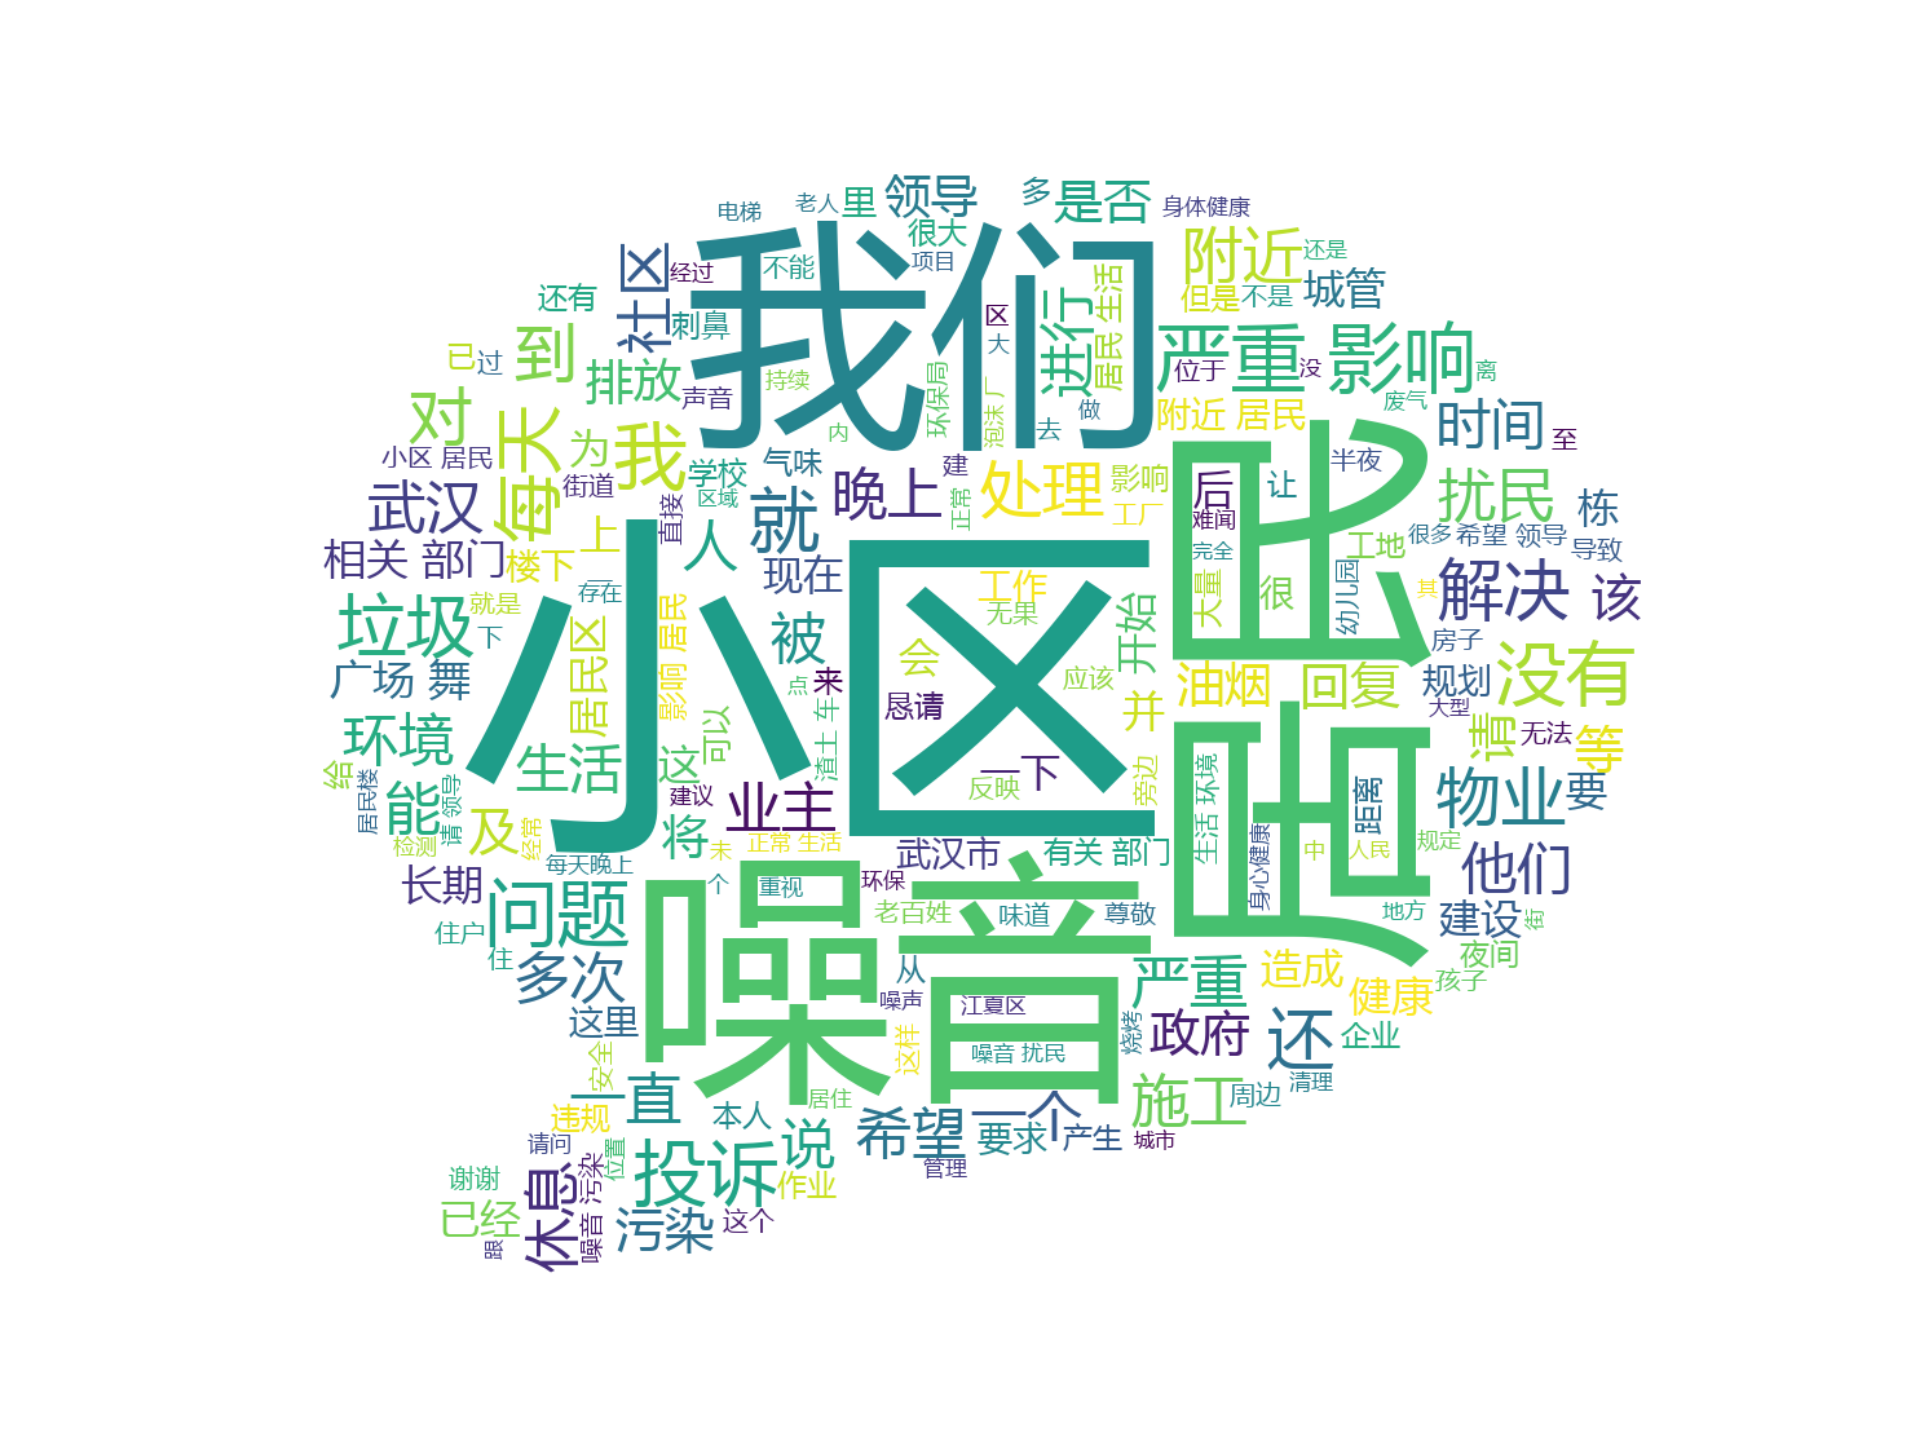 领导
多
是否
电梯
老人
里
身体健康
很大
项目
我们
附近
还是
社区
经过
不能
区
大
进行
居民 生活
但是
不是
城管
还有
刺鼻
严重
影响
已
过
到
排放
声音
持续
环保局
泡沫 厂
位于
没
离
对
每天
为
我
内
去
做
附近 居民
废气
时间
至
小区 居民
学校
气味
晚上
建
处理
影响
居民
后
让
半夜
扰民
武汉
街道
区域
直接
就
正常
工厂
难闻
栋
相关 部门
楼下
上
人
现在
工作
完全
工地
很多
希望 领导
导致
小区
垃圾
就是
一
存在
无果
大量
很
幼儿园
其
解决
该
下
居民区
影响 居民
被
会
开始
房子
广场 舞
点
来
恳请
应该
油烟
回复
规划
没有
环境
可以
渣土 车
并
大型
请
无法
等
生活
这
一下
旁边
生活 环境
距离
给
居民楼
能
请 领导
建议
业主
反映
物业
要
及
经常
将
未
正常 生活
武汉市
有关 部门
身心健康
中
人民
规定
检测
每天晚上
个
重视
环保
他们
长期
问题
噪音
老百姓
味道
尊敬
地方
建设
街
住户
住
多次
从
严重
造成
夜间
孩子
健康
这里
噪声
江夏区
政府
还
企业
安全
这样
噪音 扰民
烧烤
一直
居住
施工
周边
清理
违规
本人
说
希望
一个
要求
产生
城市
请问
位置
投诉
管理
谢谢
休息
噪音 污染
作业
已经
污染
这个
跟